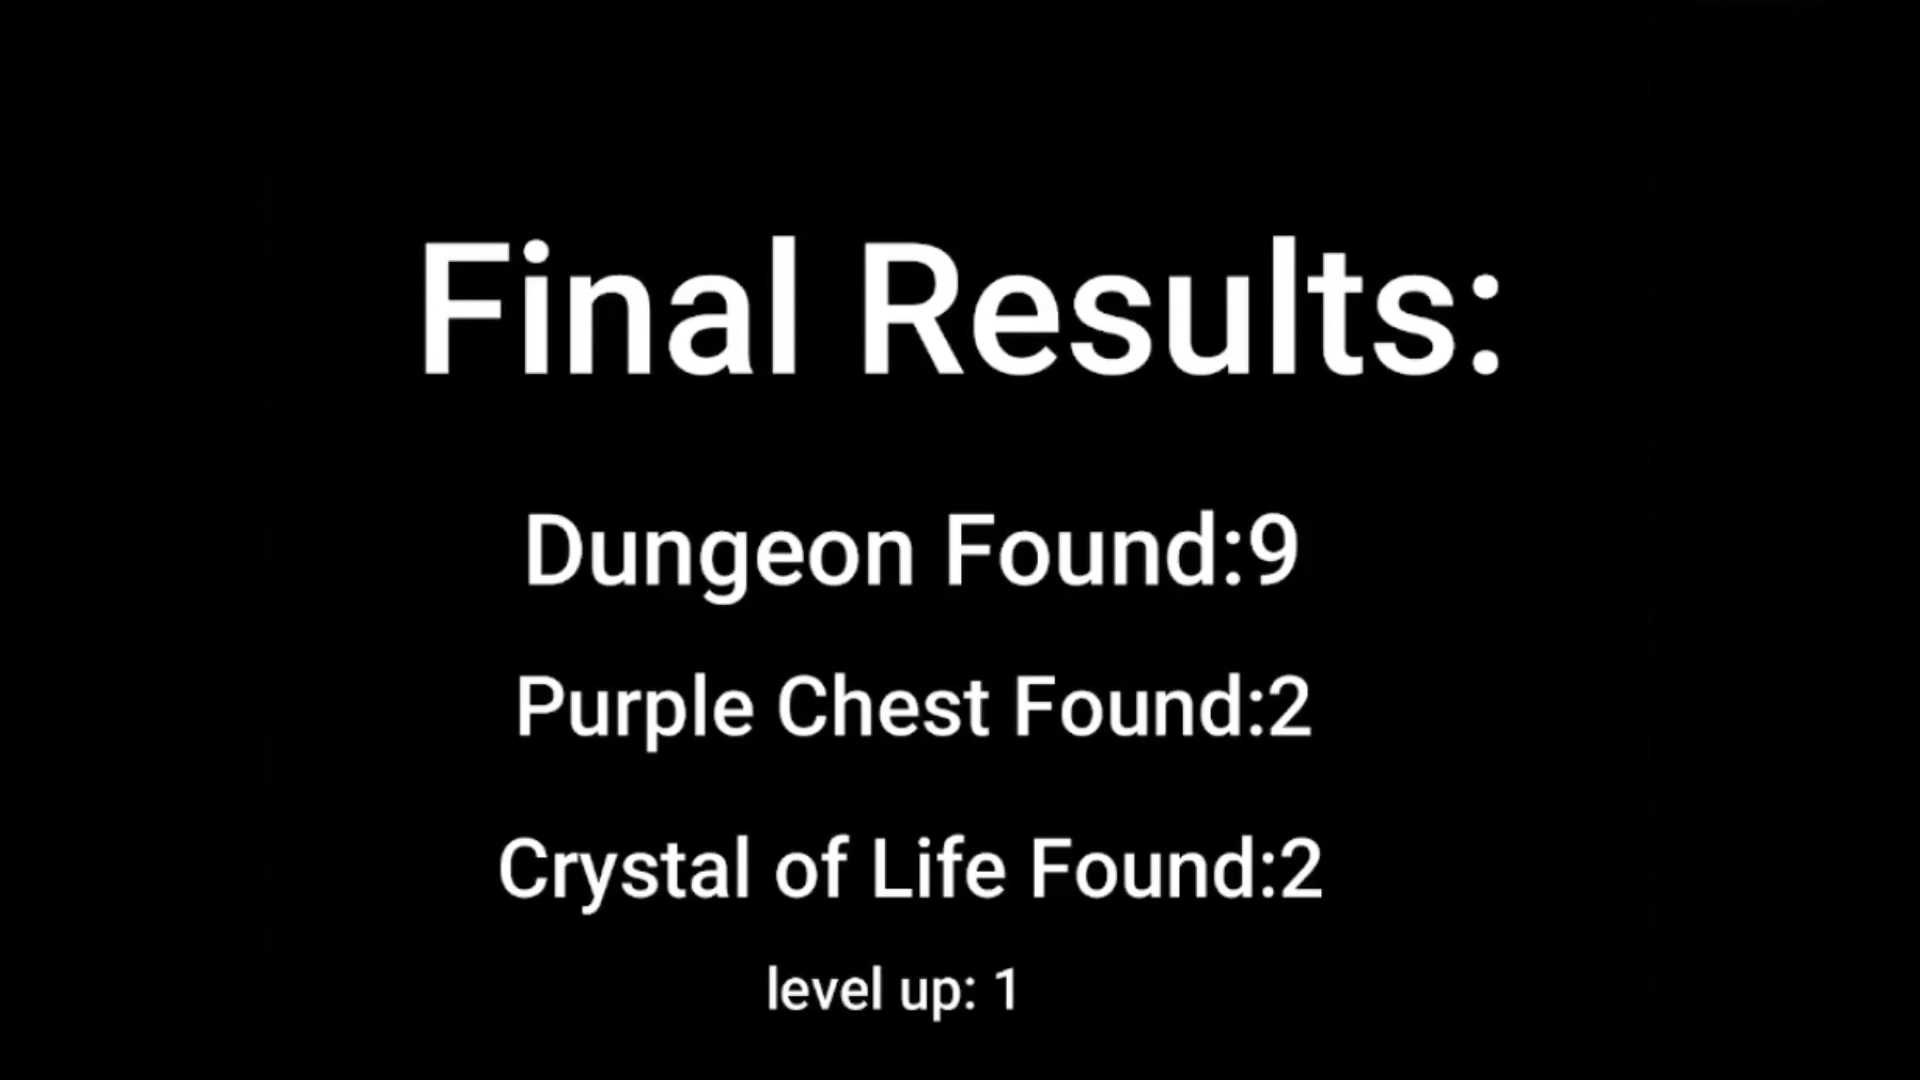 Final Results:
Dungeon Found:9
Purple Chest Found:2
Crystal of Life Found:2
level up: 1